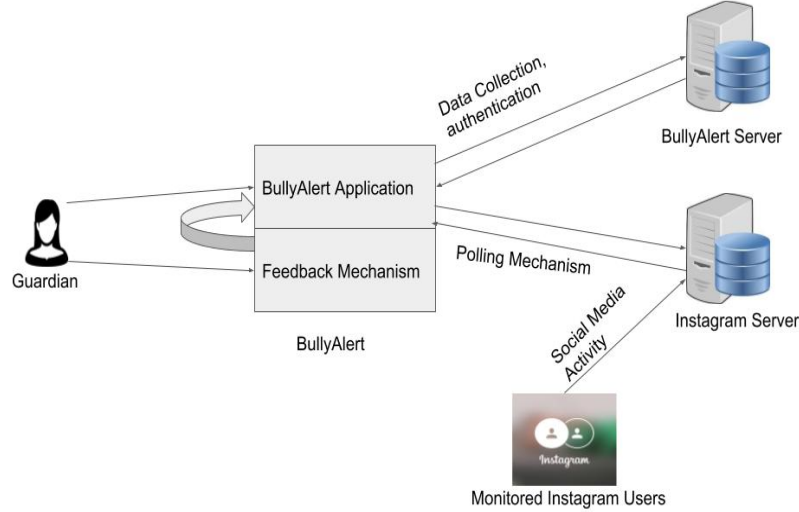 Data Collection,
authentication
BullyAlert Server
BullyAlert Application
Guardian
Feedback Mechanism
Polling Mechanism
BullyAlert
Instagram Server
Social Media
Activity
Instagram
Monitored Instagram Users